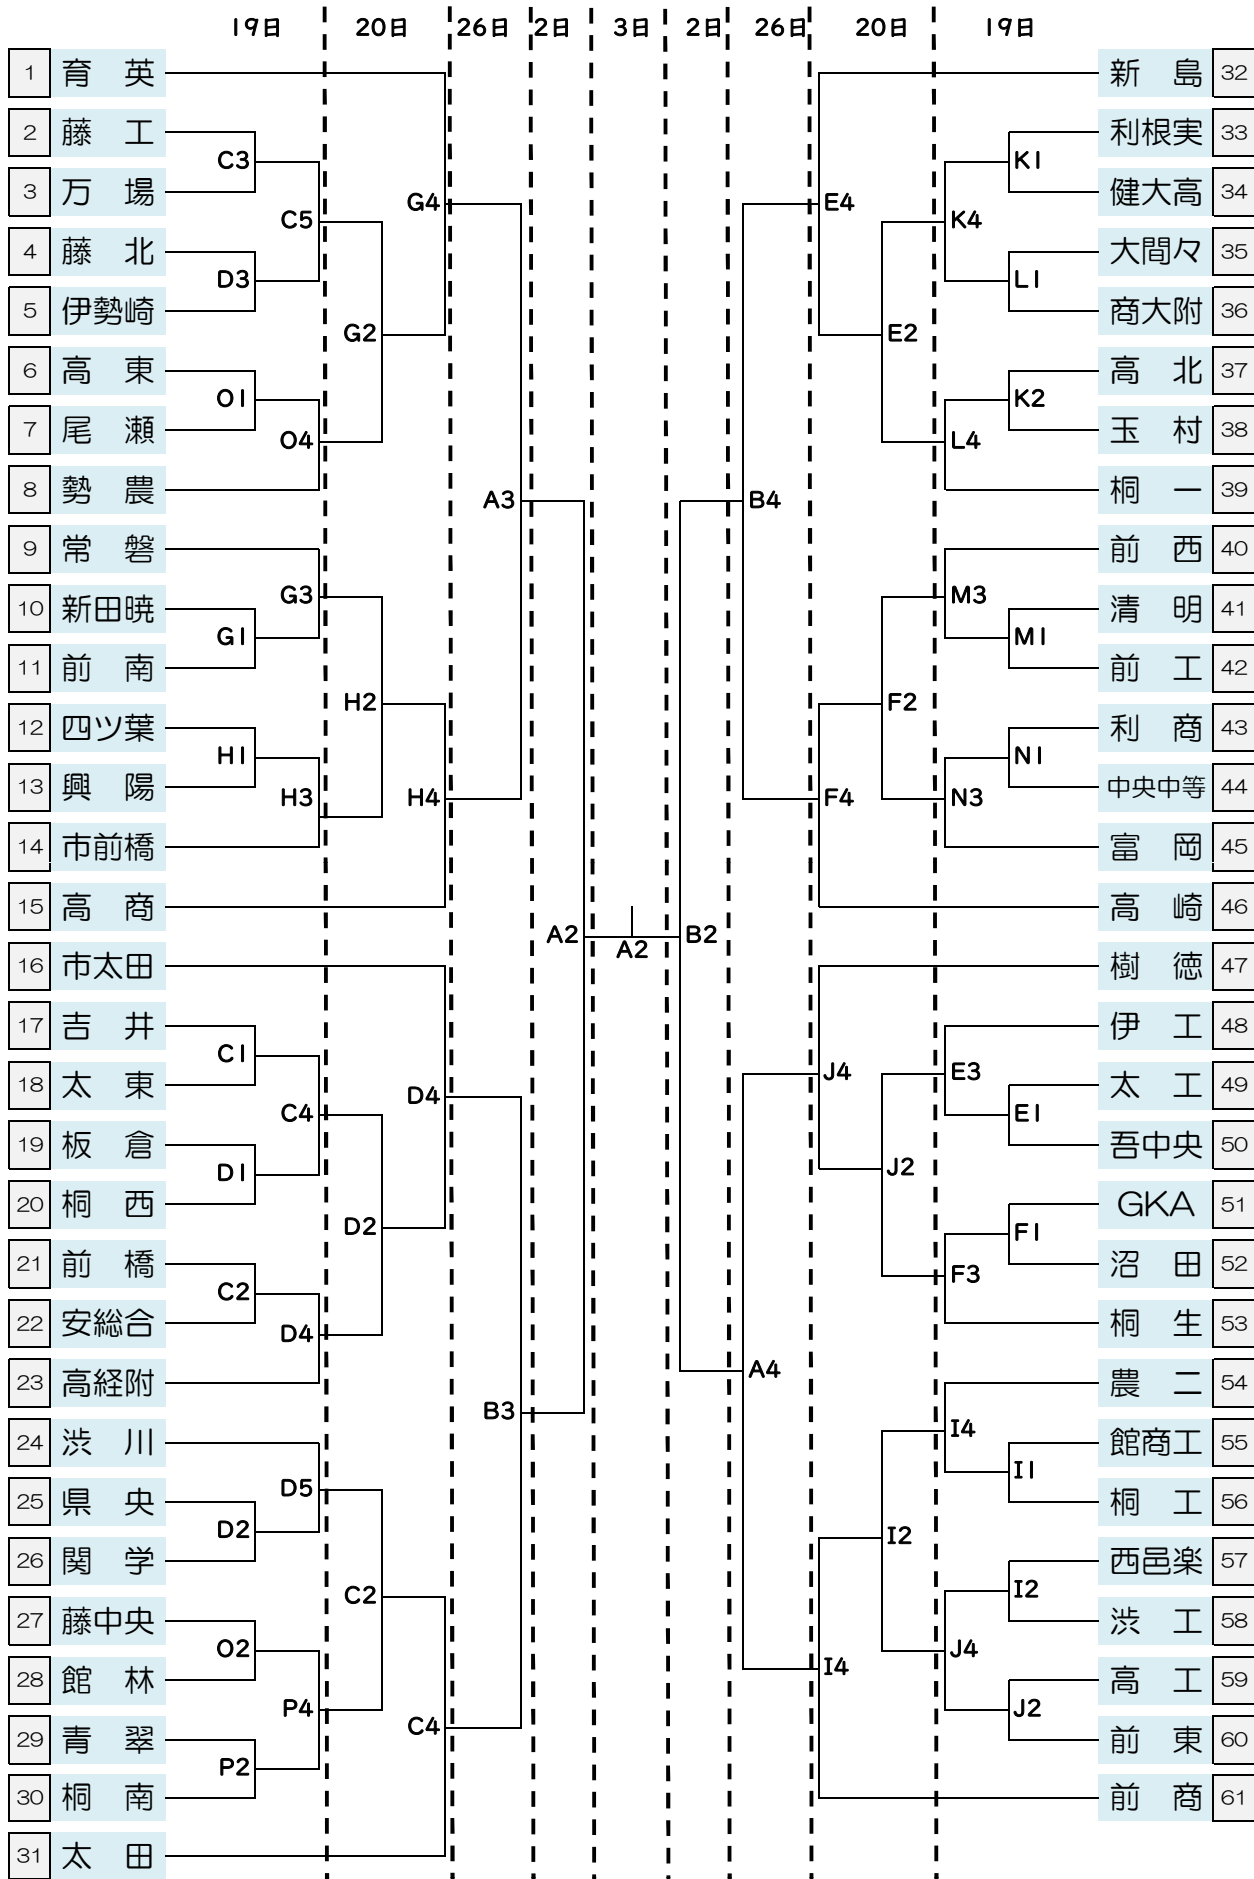 19日 20日 26日 2日 3日 2日 26日 20日 19日
1 育 英
2 藤 工
3 万 場
4 藤 北
5 伊勢崎
6 高 東
7 尾 瀬
8 勢 農
9 常 磐
10 新田暁
11 前 南
12 四ツ葉
13 興 陽
14 市前橋
15 高 商
16 市太田
17 吉 井
18 太 東
19 板 倉
20 桐 西
21 前 橋
22 安総合
23 高経附
24 渋 川
25 県 央
26 関 学
27 藤中央
28 館 林
29 青 翠
30 桐 南
31 太 田
C3
D3
O1
G1
H1
C1
D1
C2
D2
O2
P2
C5
O4
G3
H3
C4
D4
D5
P4
G2
H2
D2
C2
G4
H4
D4
C4
A3
B3
A2
A2
B2
B4
A4
E4
F4
J4
I4
E2
F2
J2
I2
K4
L4
M3
N3
E3
F3
I4
J4
K1
L1
K2
M1
N1
E1
F1
I1
I2
J2
新 島 32
利根実 33
健大高 34
大間々 35
商大附 36
高 北 37
玉 村 38
桐 一 39
前 西 40
清 明 41
前 工 42
利 商 43
中央中等 44
富 岡 45
高 崎 46
樹 徳 47
伊 工 48
太 工 49
吾中央 50
GKA 51
沼 田 52
桐 生 53
農 二 54
館商工 55
桐 工 56
西邑楽 57
渋 工 58
高 工 59
前 東 60
前 商 61